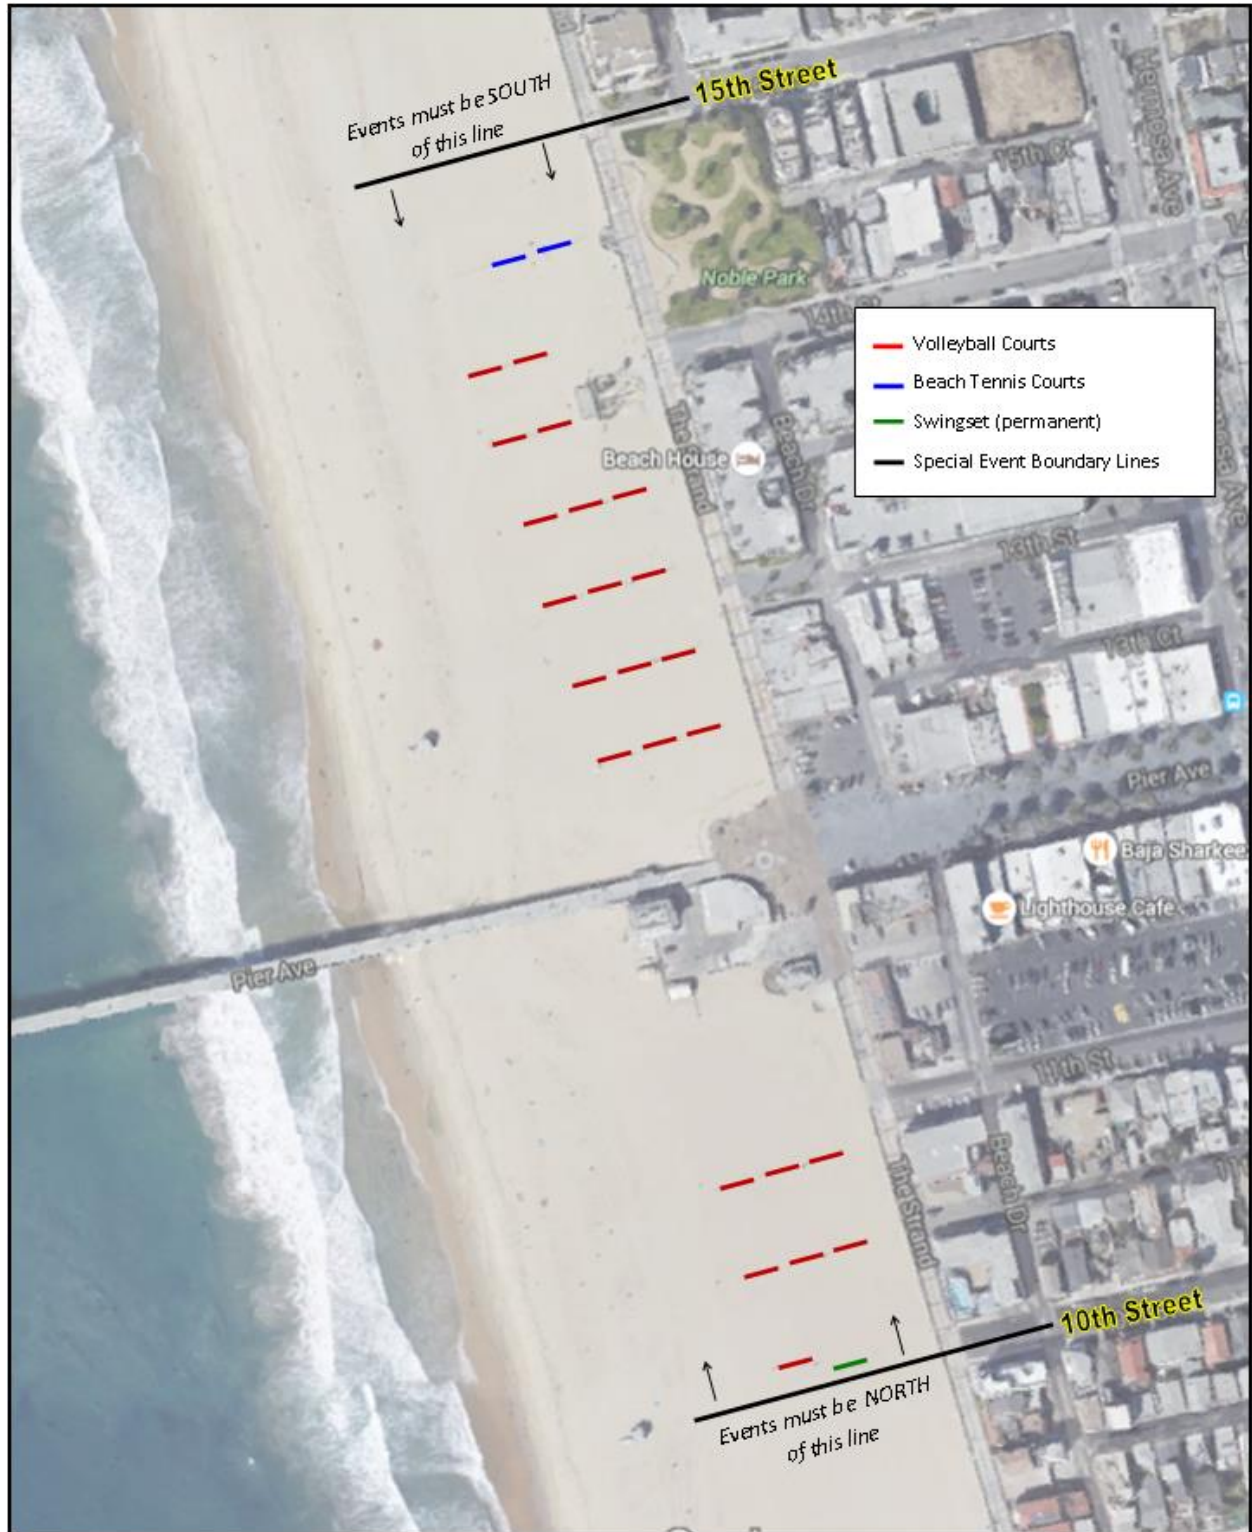 15th Street
Hermosa Ave
Events must be SOUTH
of this line
15th Ct
Noble Park
14th St
Volleyball Courts
Beach Tennis Courts
Swingset (permanent)
Special Event Boundary Lines
The Strand
Beach House
Beach Dr
13th St
13th Ct
Pier Ave
Baja Sharkee
Lighthouse Cafe
Pier Ave
11th St
The Strand
Beach Dr
10th Street
Events must be NORTH
of this line